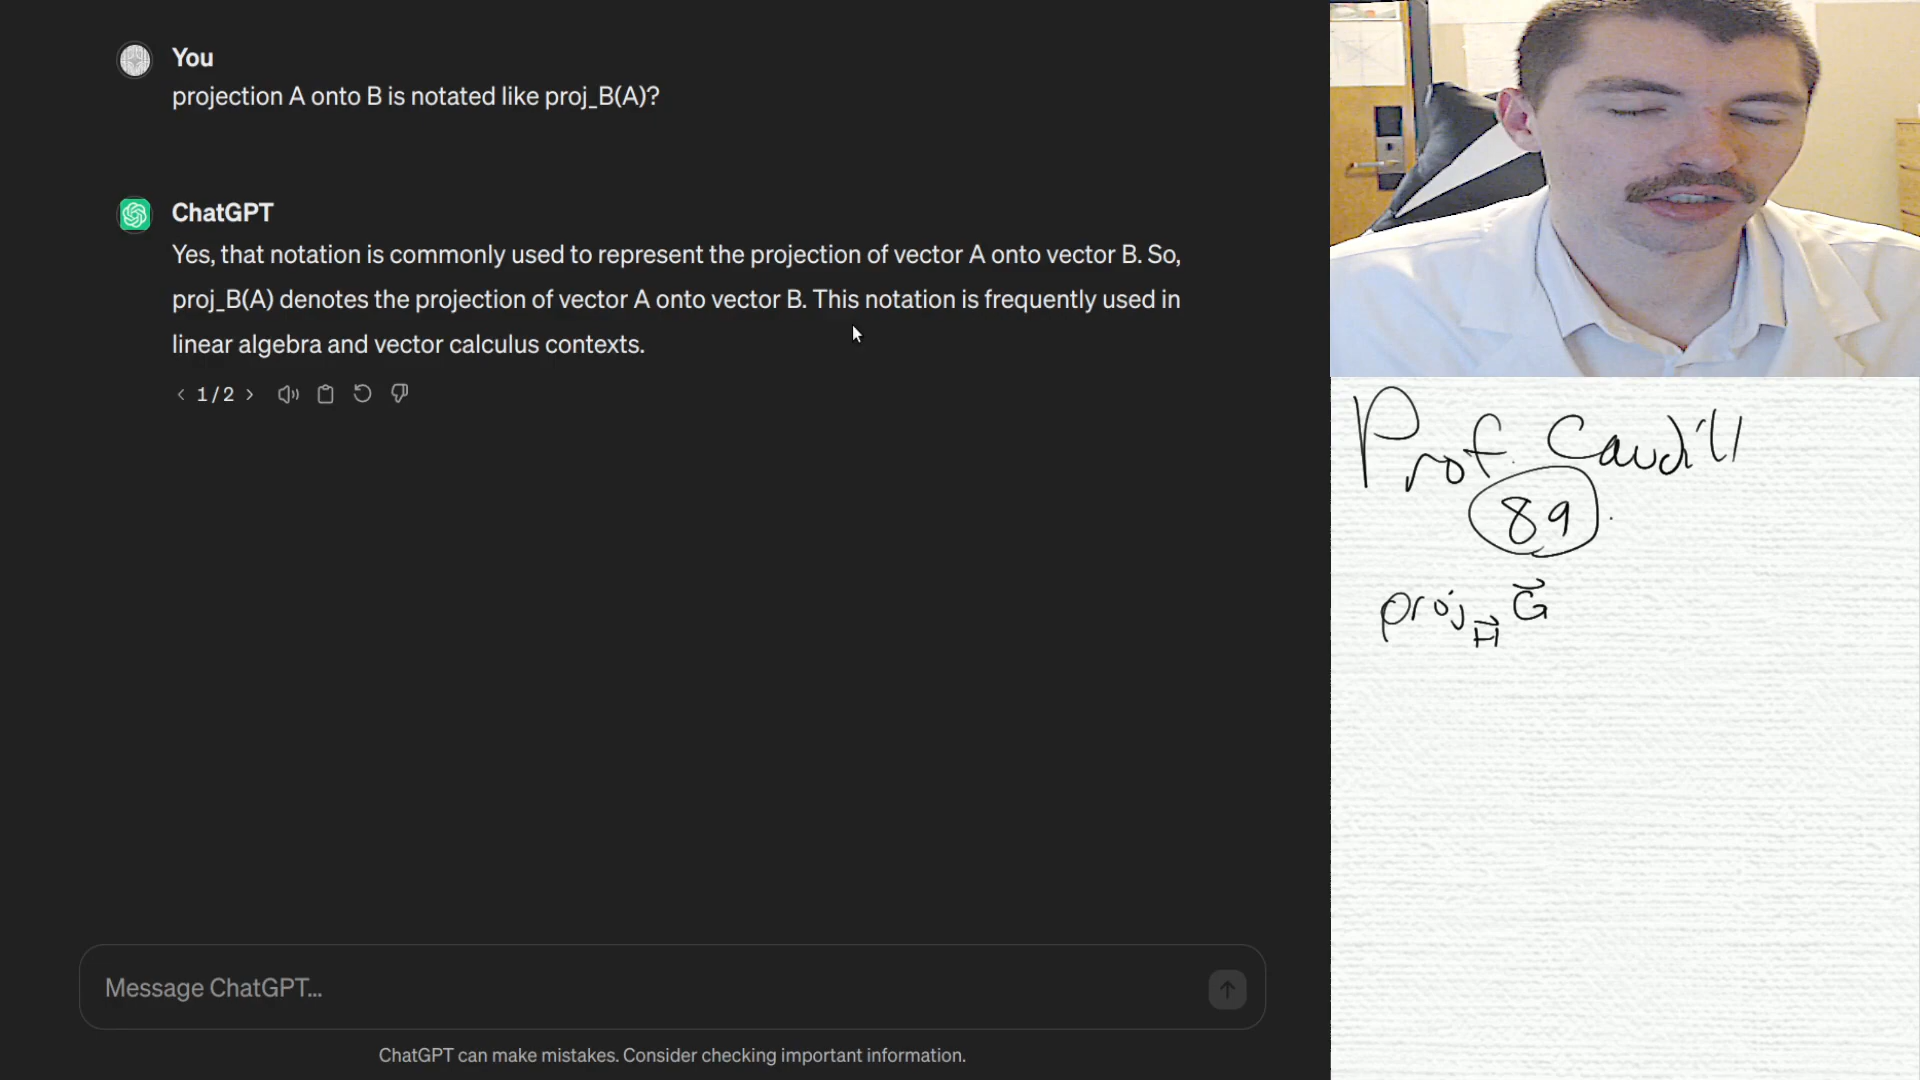 You
projection A onto B is notated like proj_B(A)?
ChatGPT
Yes, that notation is commonly used to represent the projection of vector A onto vector B. So,
proj_B(A) denotes the projection of vector A onto vector B. This notation is frequently used in
linear algebra and vector calculus contexts.
1 / 2
Message ChatGPT...
ChatGPT can make mistakes. Consider checking important information.
Prof. Caudill
89
proj_H⃗ G⃗